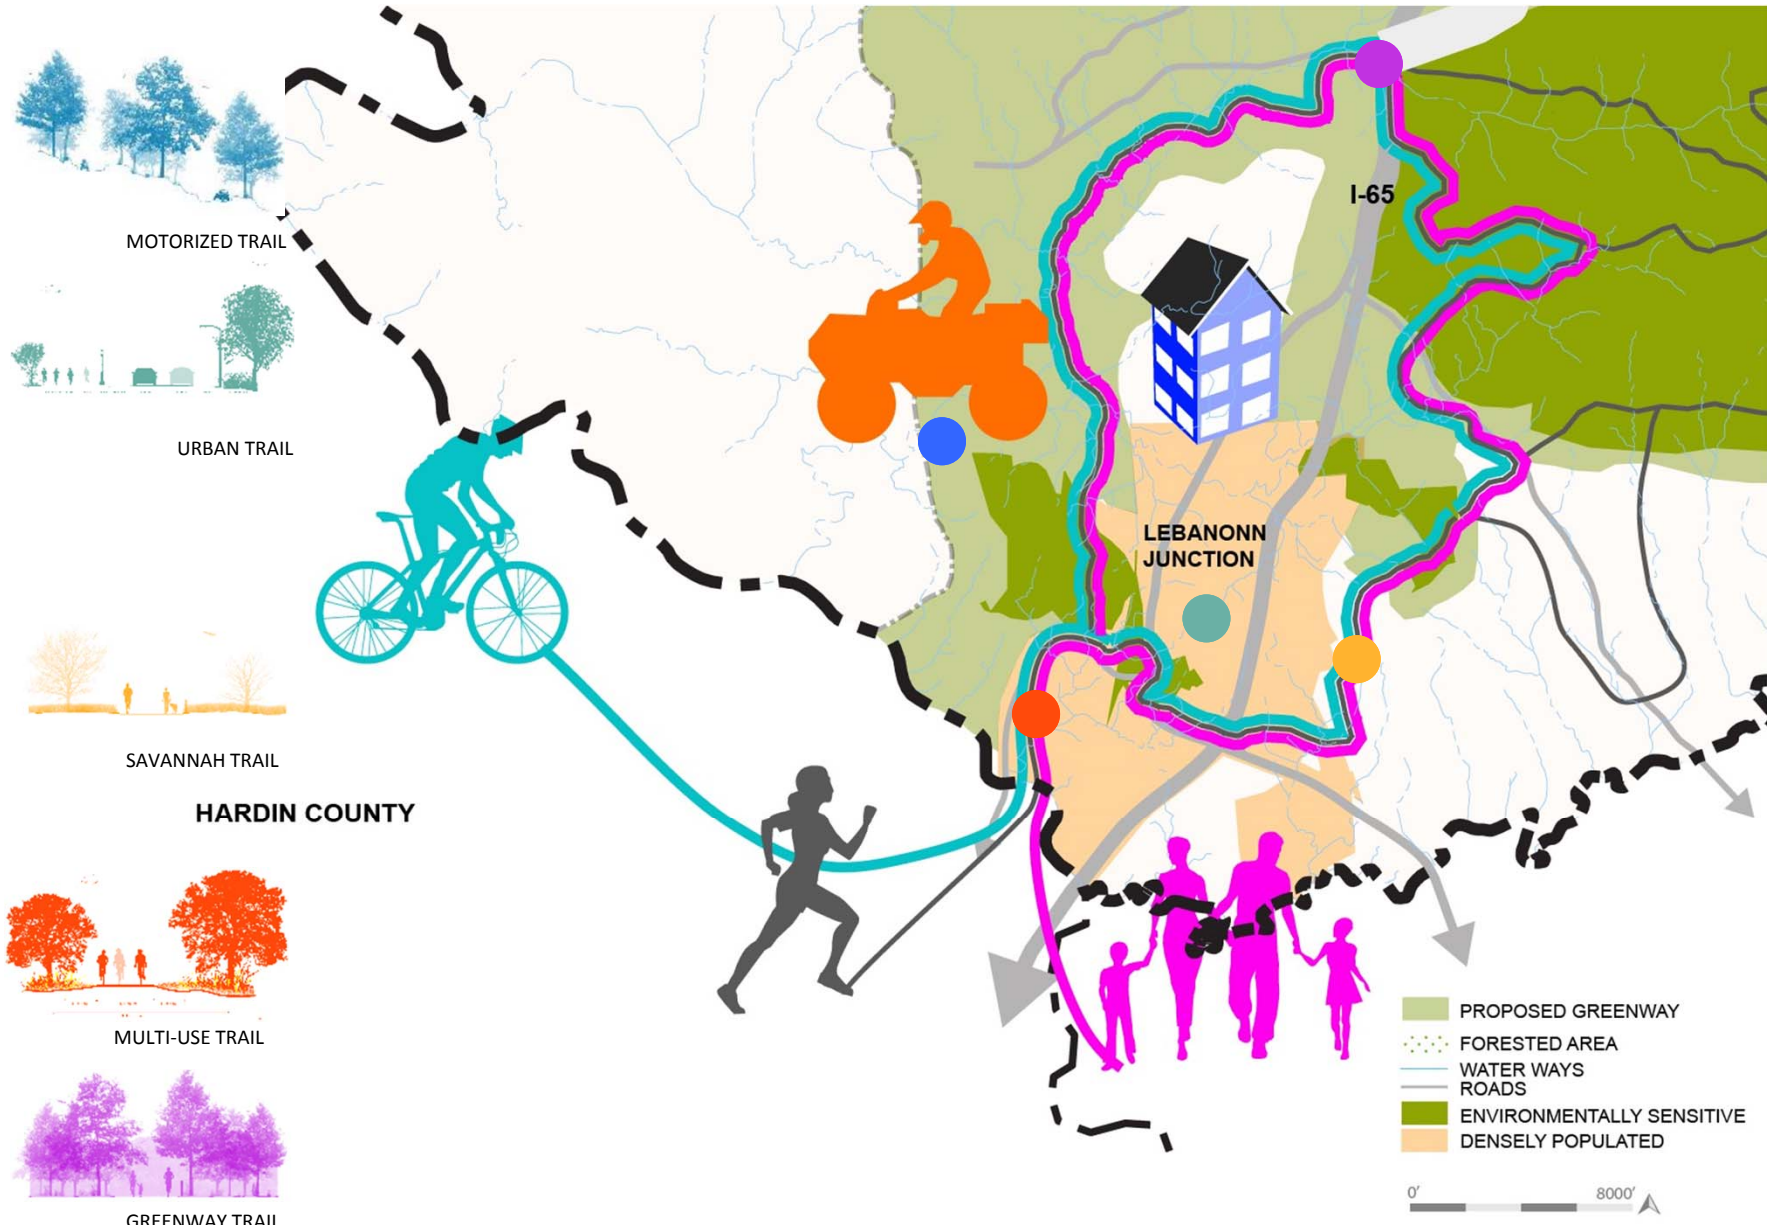 MOTORIZED TRAIL
URBAN TRAIL
SAVANNAH TRAIL
HARDIN COUNTY
MULTI-USE TRAIL
GREENWAY TRAIL
I-65
LEBANONN
JUNCTION
PROPOSED GREENWAY
FORESTED AREA
WATER WAYS
ROADS
ENVIRONMENTALLY SENSITIVE
DENSELY POPULATED
0' 8000'